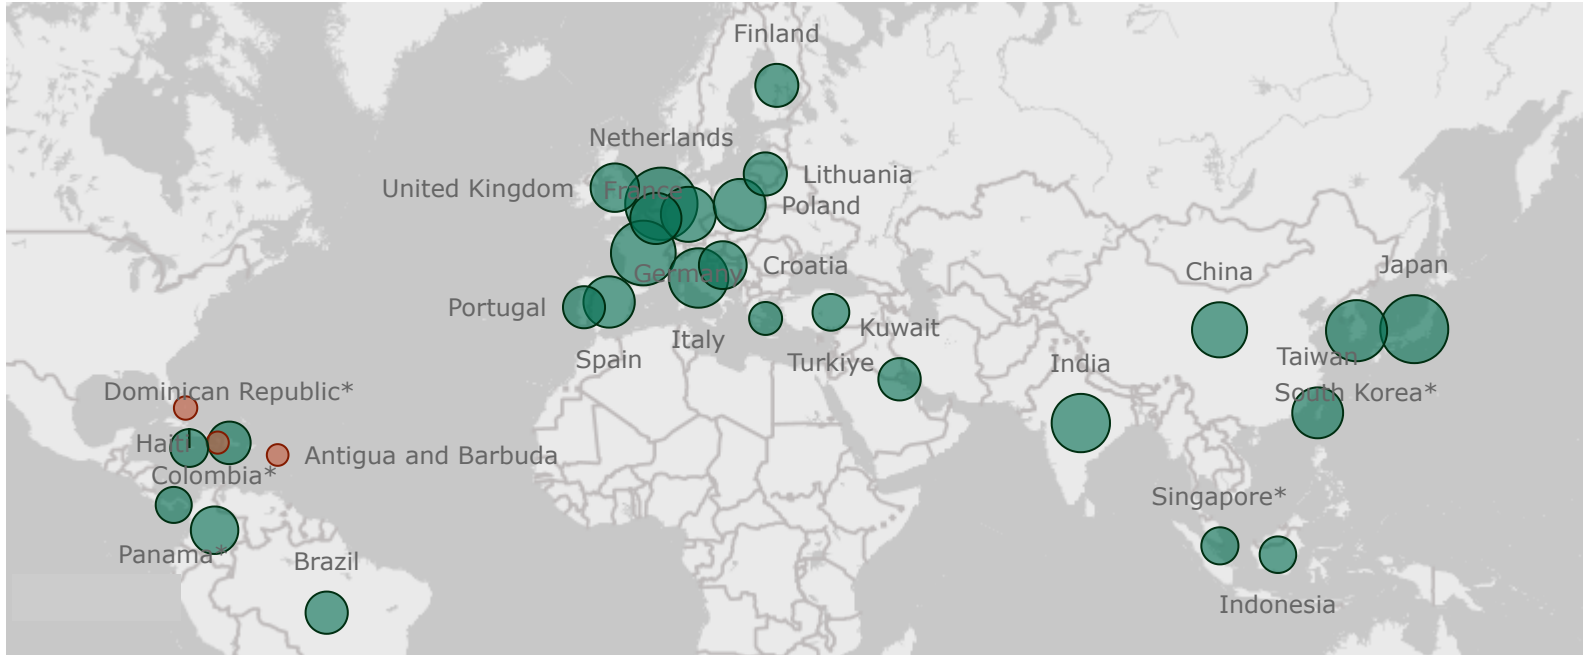 Finland
Netherlands
United Kingdom
France
Lithuania
Poland
Germany
Croatia
China
Japan
Portugal
Italy
Kuwait
Spain
Turkiye
India
Taiwan
South Korea*
Dominican Republic*
Haiti
Antigua and Barbuda
Colombia*
Singapore*
Panama*
Brazil
Indonesia